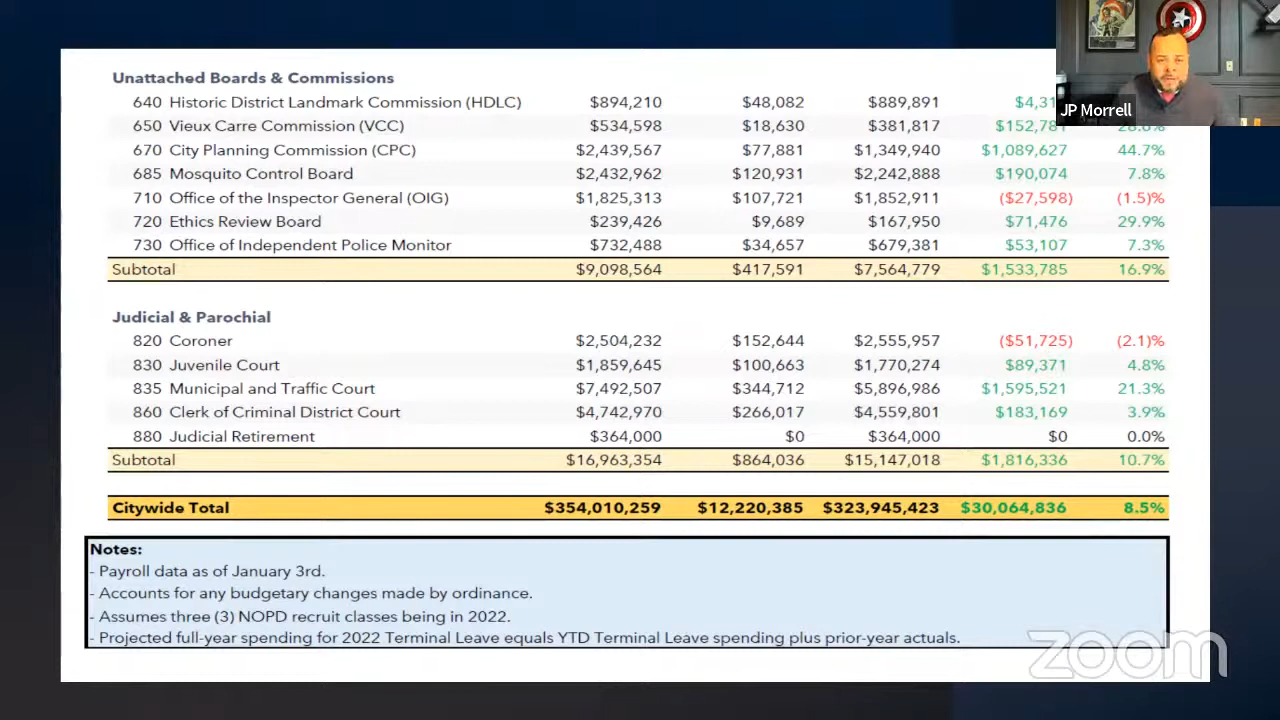 JP Morrell
Unattached Boards & Commissions
640 Historic District Landmark Commission (HDLC) $894,210 $48,082 $889,891
650 Vieux Carre Commission (VCC) $534,598 $18,630 $381,817 $152,781
670 City Planning Commission (CPC) $2,439,567 $77,881 $1,349,940 $1,089,627 44.7%
685 Mosquito Control Board $2,432,962 $120,931 $2,242,888 $190,074 7.8%
710 Office of the Inspector General (OIG) $1,825,313 $107,721 $1,852,911 ($27,598) (1.5)%
720 Ethics Review Board $239,426 $9,689 $167,950 $71,476 29.9%
730 Office of Independent Police Monitor $732,488 $34,657 $679,381 $53,107 7.3%
Subtotal $9,098,564 $417,591 $7,564,779 $1,533,785 16.9%
Judicial & Parochial
820 Coroner $2,504,232 $152,644 $2,555,957 ($51,725) (2.1)%
830 Juvenile Court $1,859,645 $100,663 $1,770,274 $89,371 4.8%
835 Municipal and Traffic Court $7,492,507 $344,712 $5,896,986 $1,595,521 21.3%
860 Clerk of Criminal District Court $4,742,970 $266,017 $4,559,801 $183,169 3.9%
880 Judicial Retirement $364,000 $0 $364,000 $0 0.0%
Subtotal $16,963,354 $864,036 $15,147,018 $1,816,336 10.7%
Citywide Total $354,010,259 $12,220,385 $323,945,423 $30,064,836 8.5%
Notes:
- Payroll data as of January 3rd.
- Accounts for any budgetary changes made by ordinance.
- Assumes three (3) NOPD recruit classes being in 2022.
- Projected full-year spending for 2022 Terminal Leave equals YTD Terminal Leave spending plus prior-year actuals.
zoom